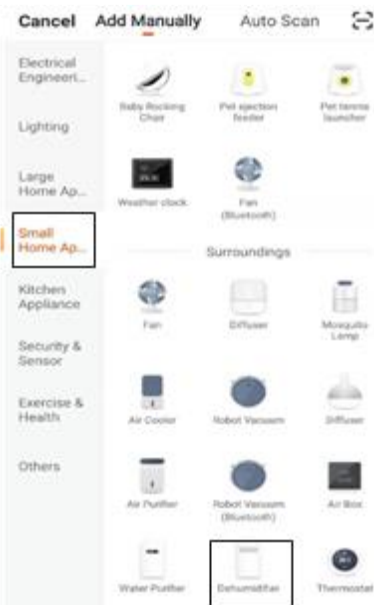 Cancel Add Manually Auto Scan
Electrical
Engineeri...
Lighting
Large
Home Ap...
Small
Home Ap...
Kitchen
Appliance
Security &
Sensor
Exercise &
Health
Others
Baby Rocking
Chair
Pet ejection
feeder
Pet tennis
launcher
Weather clock
Fan
(Bluetooth)
Surroundings
Fan
Diffuser
Mosquito
Lamp
Air Cooler
Robot Vacuum
Diffuser
Air Purifier
Robot Vacuum
(Bluetooth)
Air Box
Water Purifier
Dehumidifier
Thermostat